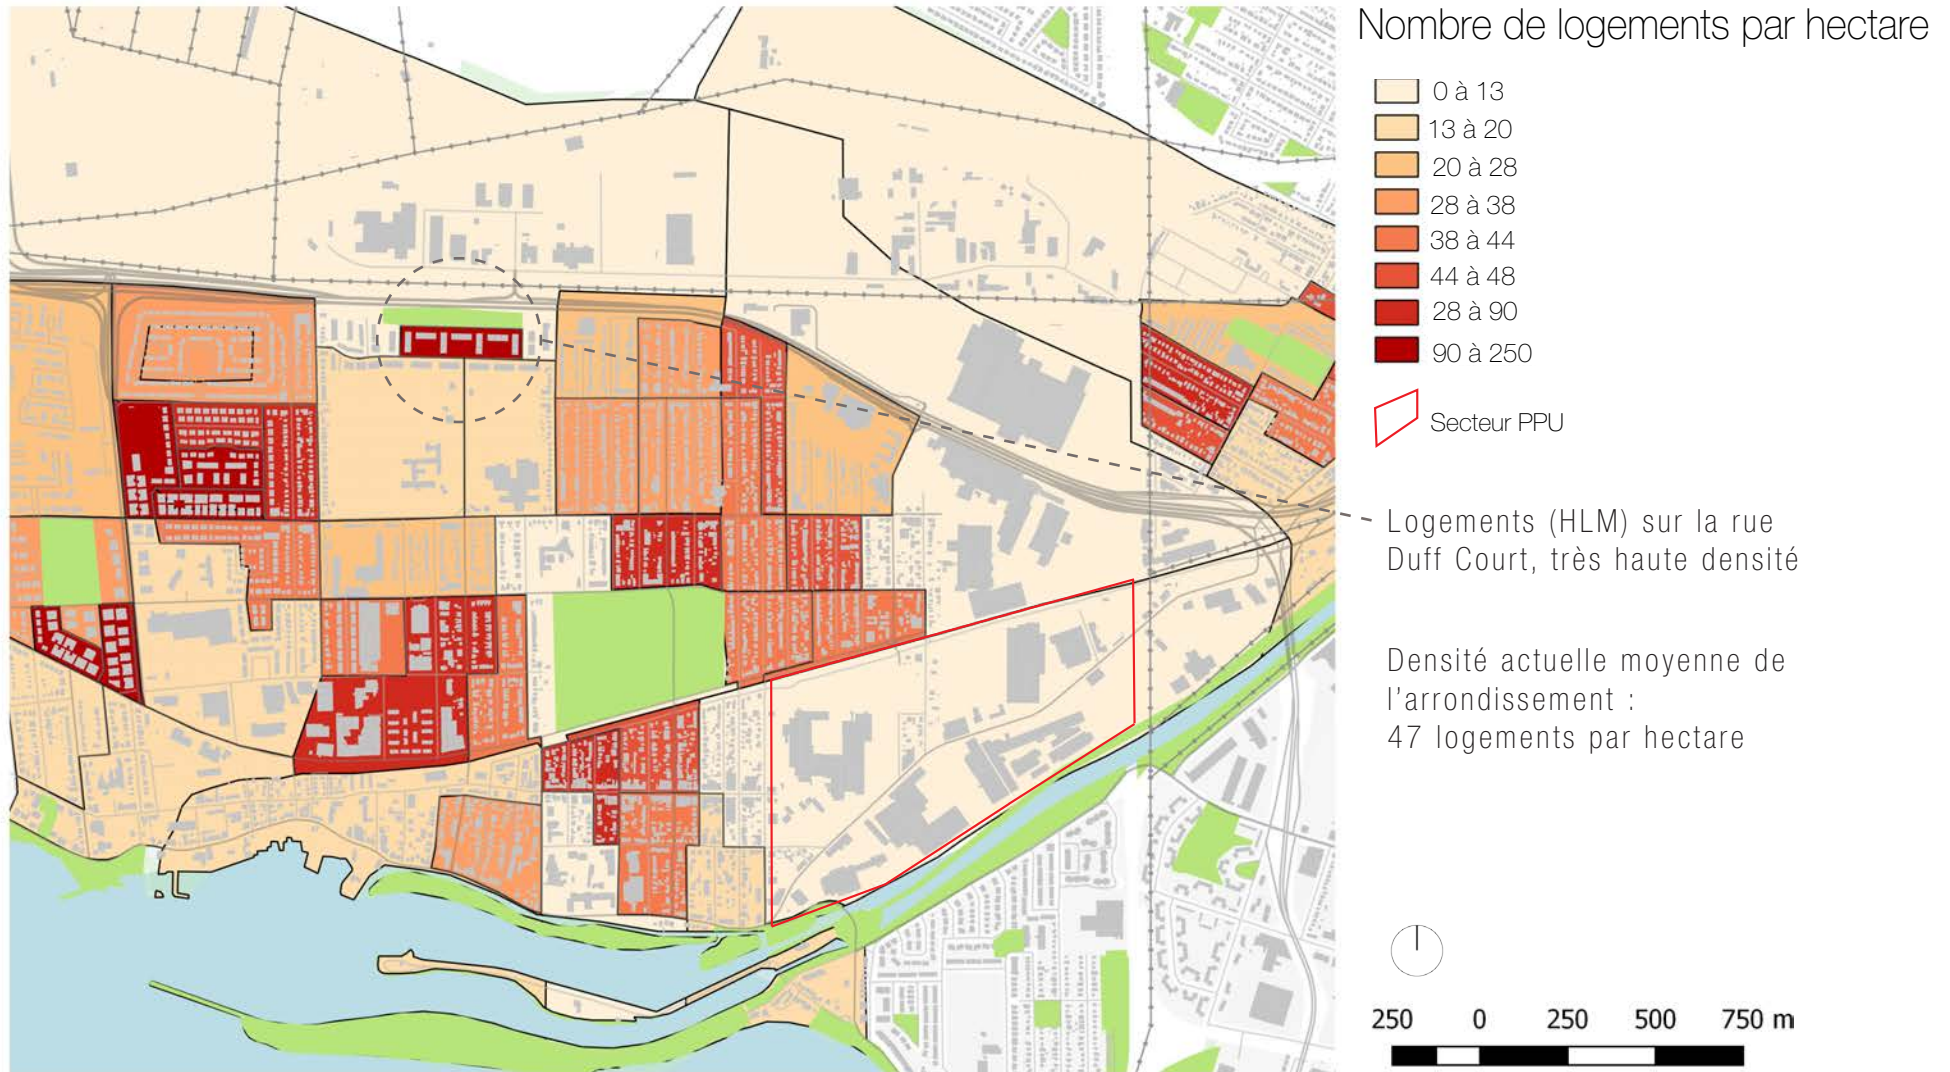 Nombre de logements par hectare
0 à 13
13 à 20
20 à 28
28 à 38
38 à 44
44 à 48
28 à 90
90 à 250
Secteur PPU
Logements (HLM) sur la rue
Duff Court, très haute densité
Densité actuelle moyenne de
l'arrondissement :
47 logements par hectare
250 0 250 500 750 m